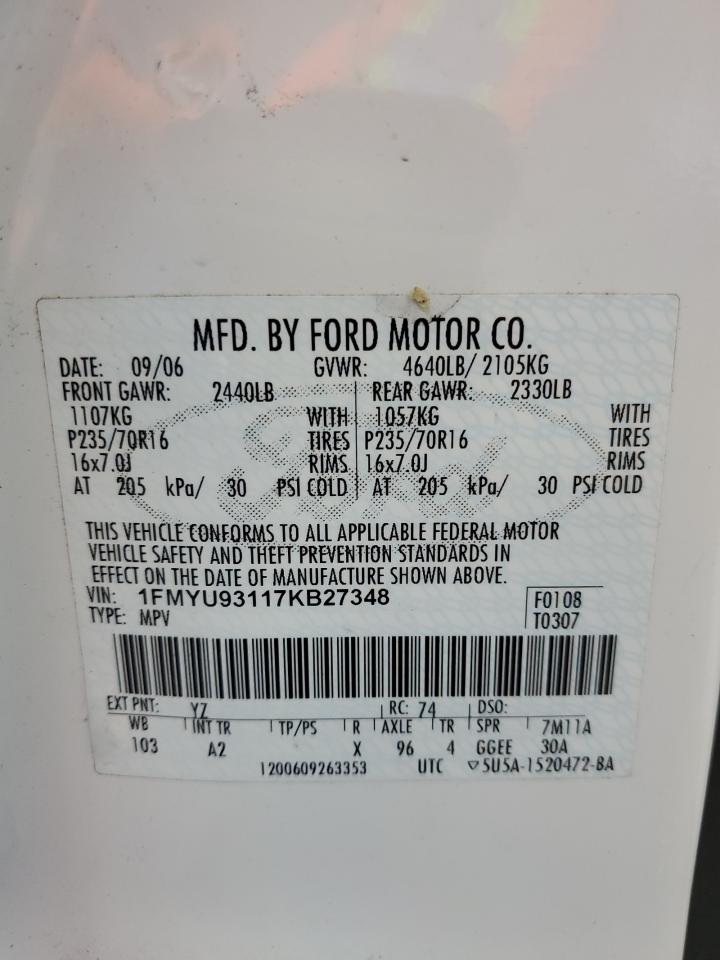 MFD. BY FORD MOTOR CO.
DATE: 09/06 GVWR: 4640LB/ 2105KG
FRONT GAWR: 2440LB REAR GAWR: 2330LB
1107KG WITH 1057KG WITH
P235/70R16 TIRES P235/70R16 TIRES
16x7.0J RIMS 16x7.0J RIMS
AT 205 kPa/ 30 PSI COLD AT 205 kPa/ 30 PSI COLD
THIS VEHICLE CONFORMS TO ALL APPLICABLE FEDERAL MOTOR
VEHICLE SAFETY AND THEFT PREVENTION STANDARDS IN
EFFECT ON THE DATE OF MANUFACTURE SHOWN ABOVE.
VIN: 1FMYU93117KB27348 F0108
TYPE: MPV T0307
EXT PNT: YZ RC: 74 DSO:
WB INT TR TP/PS R AXLE TR SPR 7M11A
103 A2 X 96 4 GGEE 30A
1200609263353 UTC ▽5U5A-1520472-BA
Ford